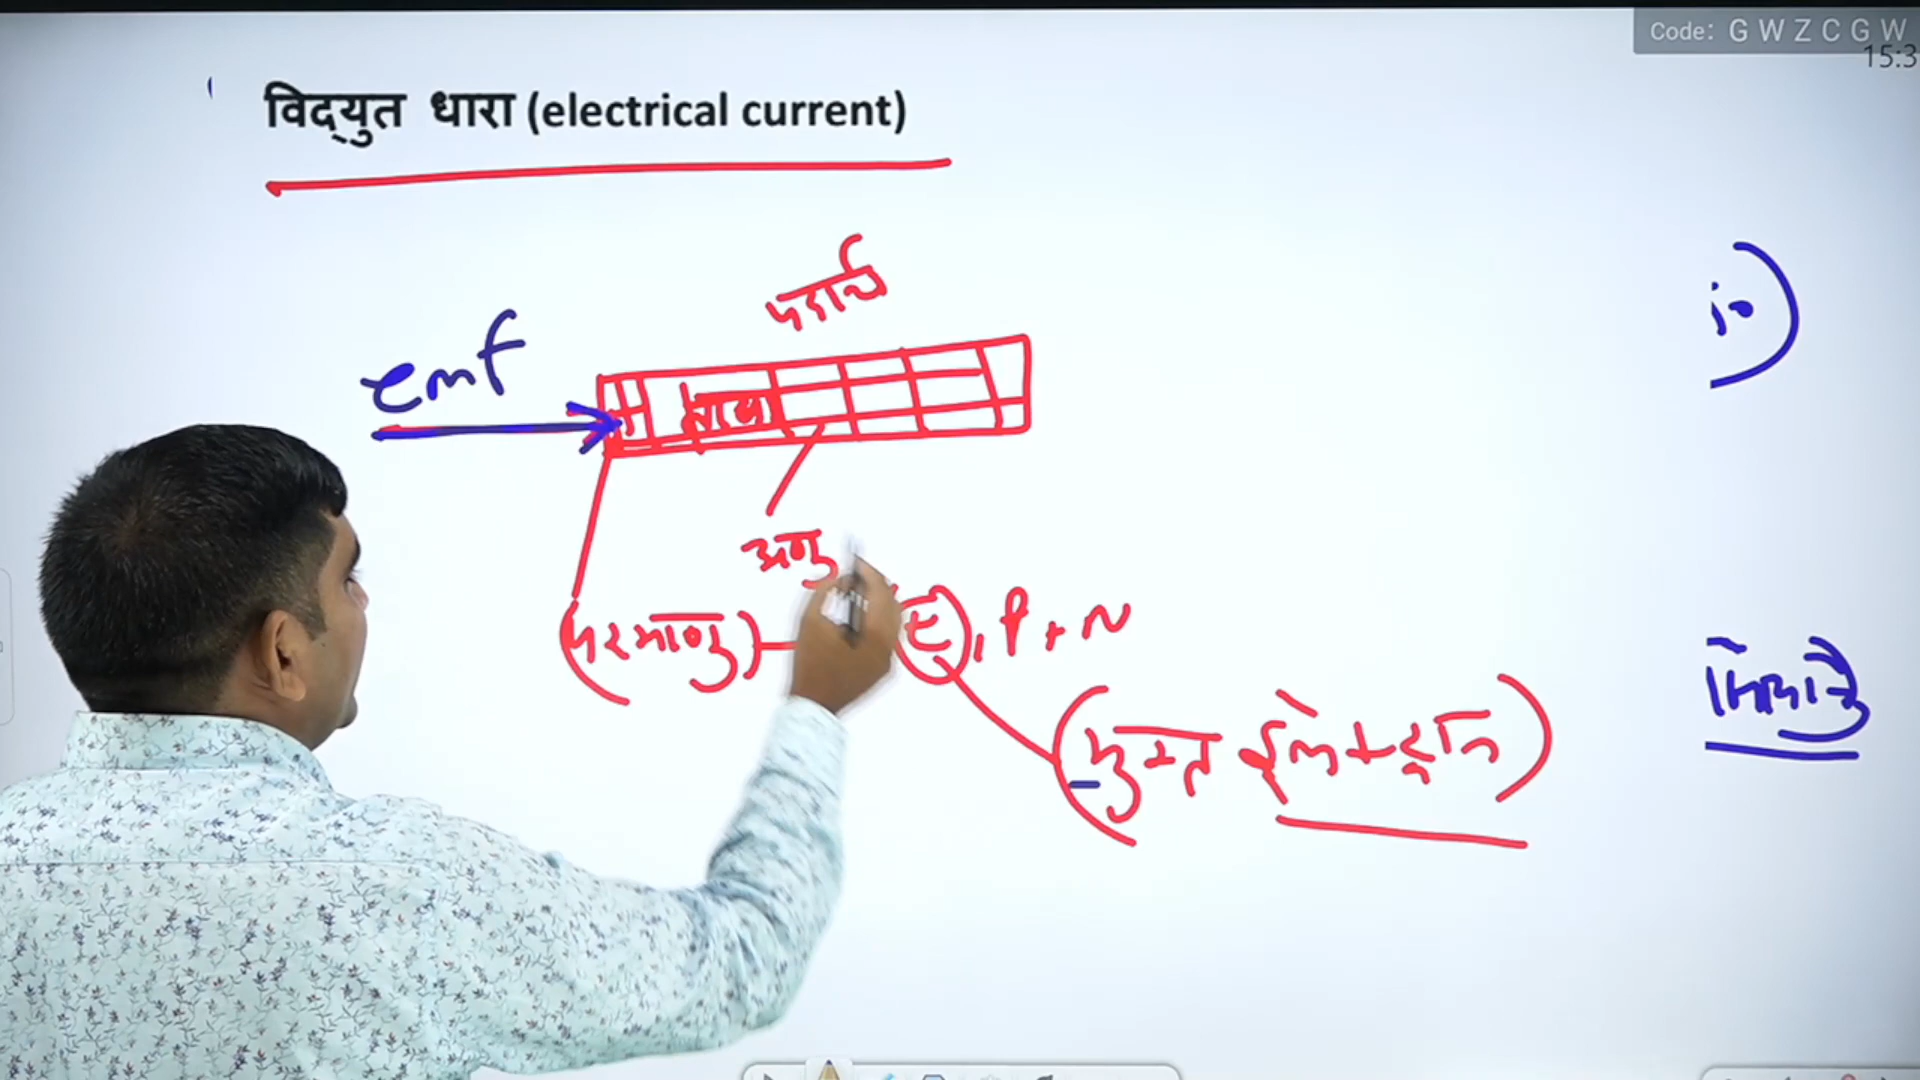 Code: G W Z C G W
15:3
विद्युत धारा (electrical current)
पदार्थ
emf
अणु
(परमाणु) E, P, N
(मुक्त इलेक्ट्रॉन)